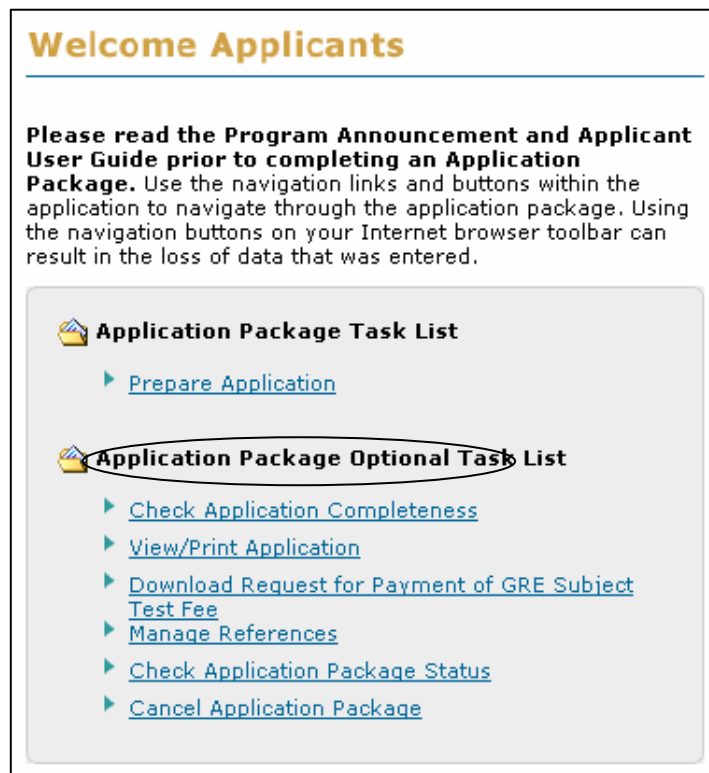 Welcome Applicants
Please read the Program Announcement and Applicant
User Guide prior to completing an Application
Package. Use the navigation links and buttons within the
application to navigate through the application package. Using
the navigation buttons on your Internet browser toolbar can
result in the loss of data that was entered.
Application Package Task List
Prepare Application
Application Package Optional Task List
Check Application Completeness
View/Print Application
Download Request for Payment of GRE Subject
Test Fee
Manage References
Check Application Package Status
Cancel Application Package